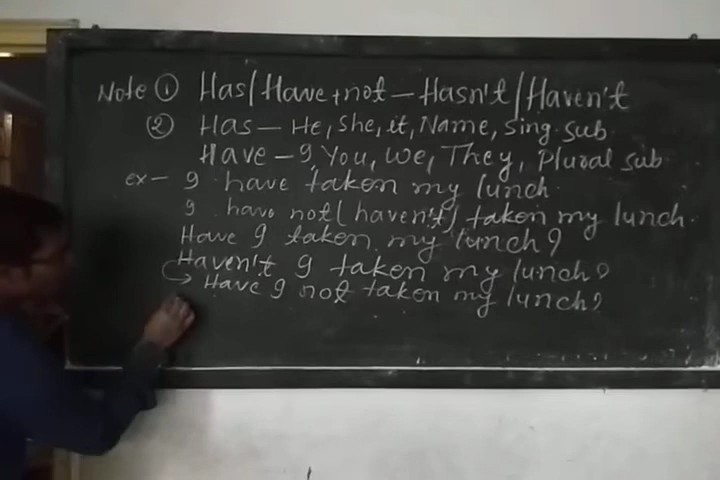 Note ① Has/Have + not - Hasn't/Haven't
② Has - He, She, it, Name, sing. sub
Have - I, You, We, They, Plural sub
ex - I have taken my lunch.
I have not (haven't) taken my lunch.
Have I taken my lunch?
Haven't I taken my lunch?
→ Have I not taken my lunch?